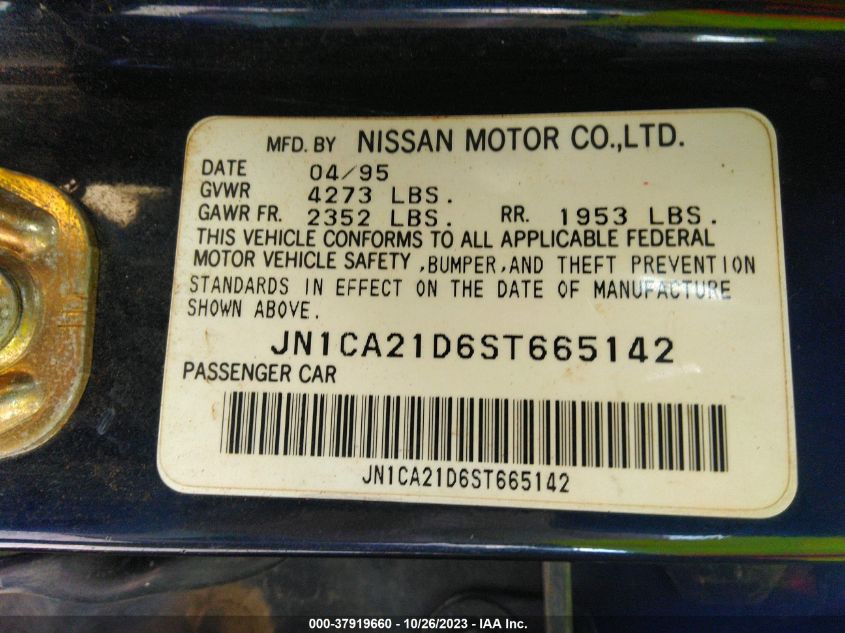 MFD. BY NISSAN MOTOR CO.,LTD.
DATE 04/95
GVWR 4273 LBS.
GAWR FR. 2352 LBS. RR. 1953 LBS.
THIS VEHICLE CONFORMS TO ALL APPLICABLE FEDERAL
MOTOR VEHICLE SAFETY ,BUMPER,AND THEFT PREVENTION
STANDARDS IN EFFECT ON THE DATE OF MANUFACTURE
SHOWN ABOVE.
JN1CA21D6ST665142
PASSENGER CAR
JN1CA21D6ST665142
000-37919660 - 10/26/2023 - IAA Inc.